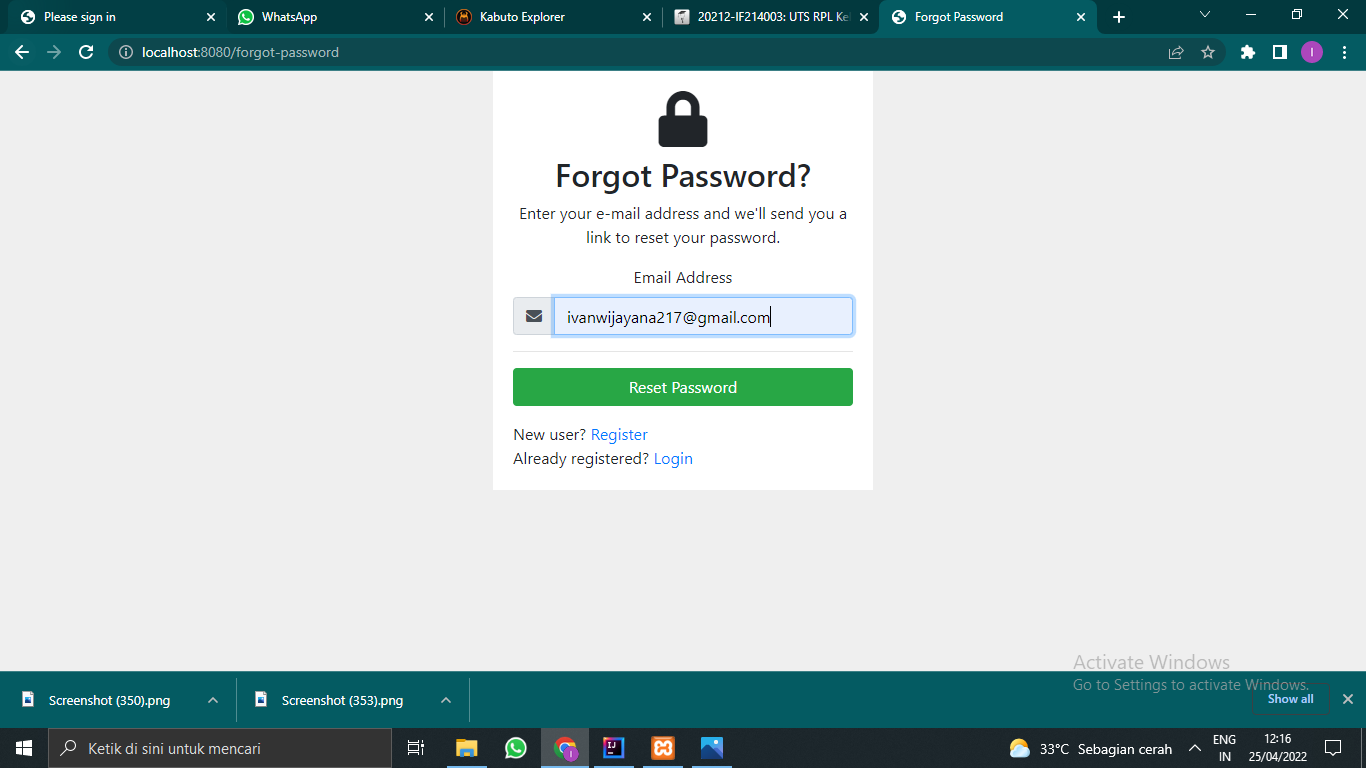 Please sign in
WhatsApp
Kabuto Explorer
20212-IF214003: UTS RPL Ke
Forgot Password
localhost:8080/forgot-password
I
Forgot Password?
Enter your e-mail address and we'll send you a
link to reset your password.
Email Address
ivanwijayana217@gmail.com
Reset Password
New user? Register
Already registered? Login
Activate Windows
Go to Settings to activate Windows.
Screenshot (350).png
Screenshot (353).png
Show all
Ketik di sini untuk mencari
33°C Sebagian cerah
ENG
IN
12:16
25/04/2022